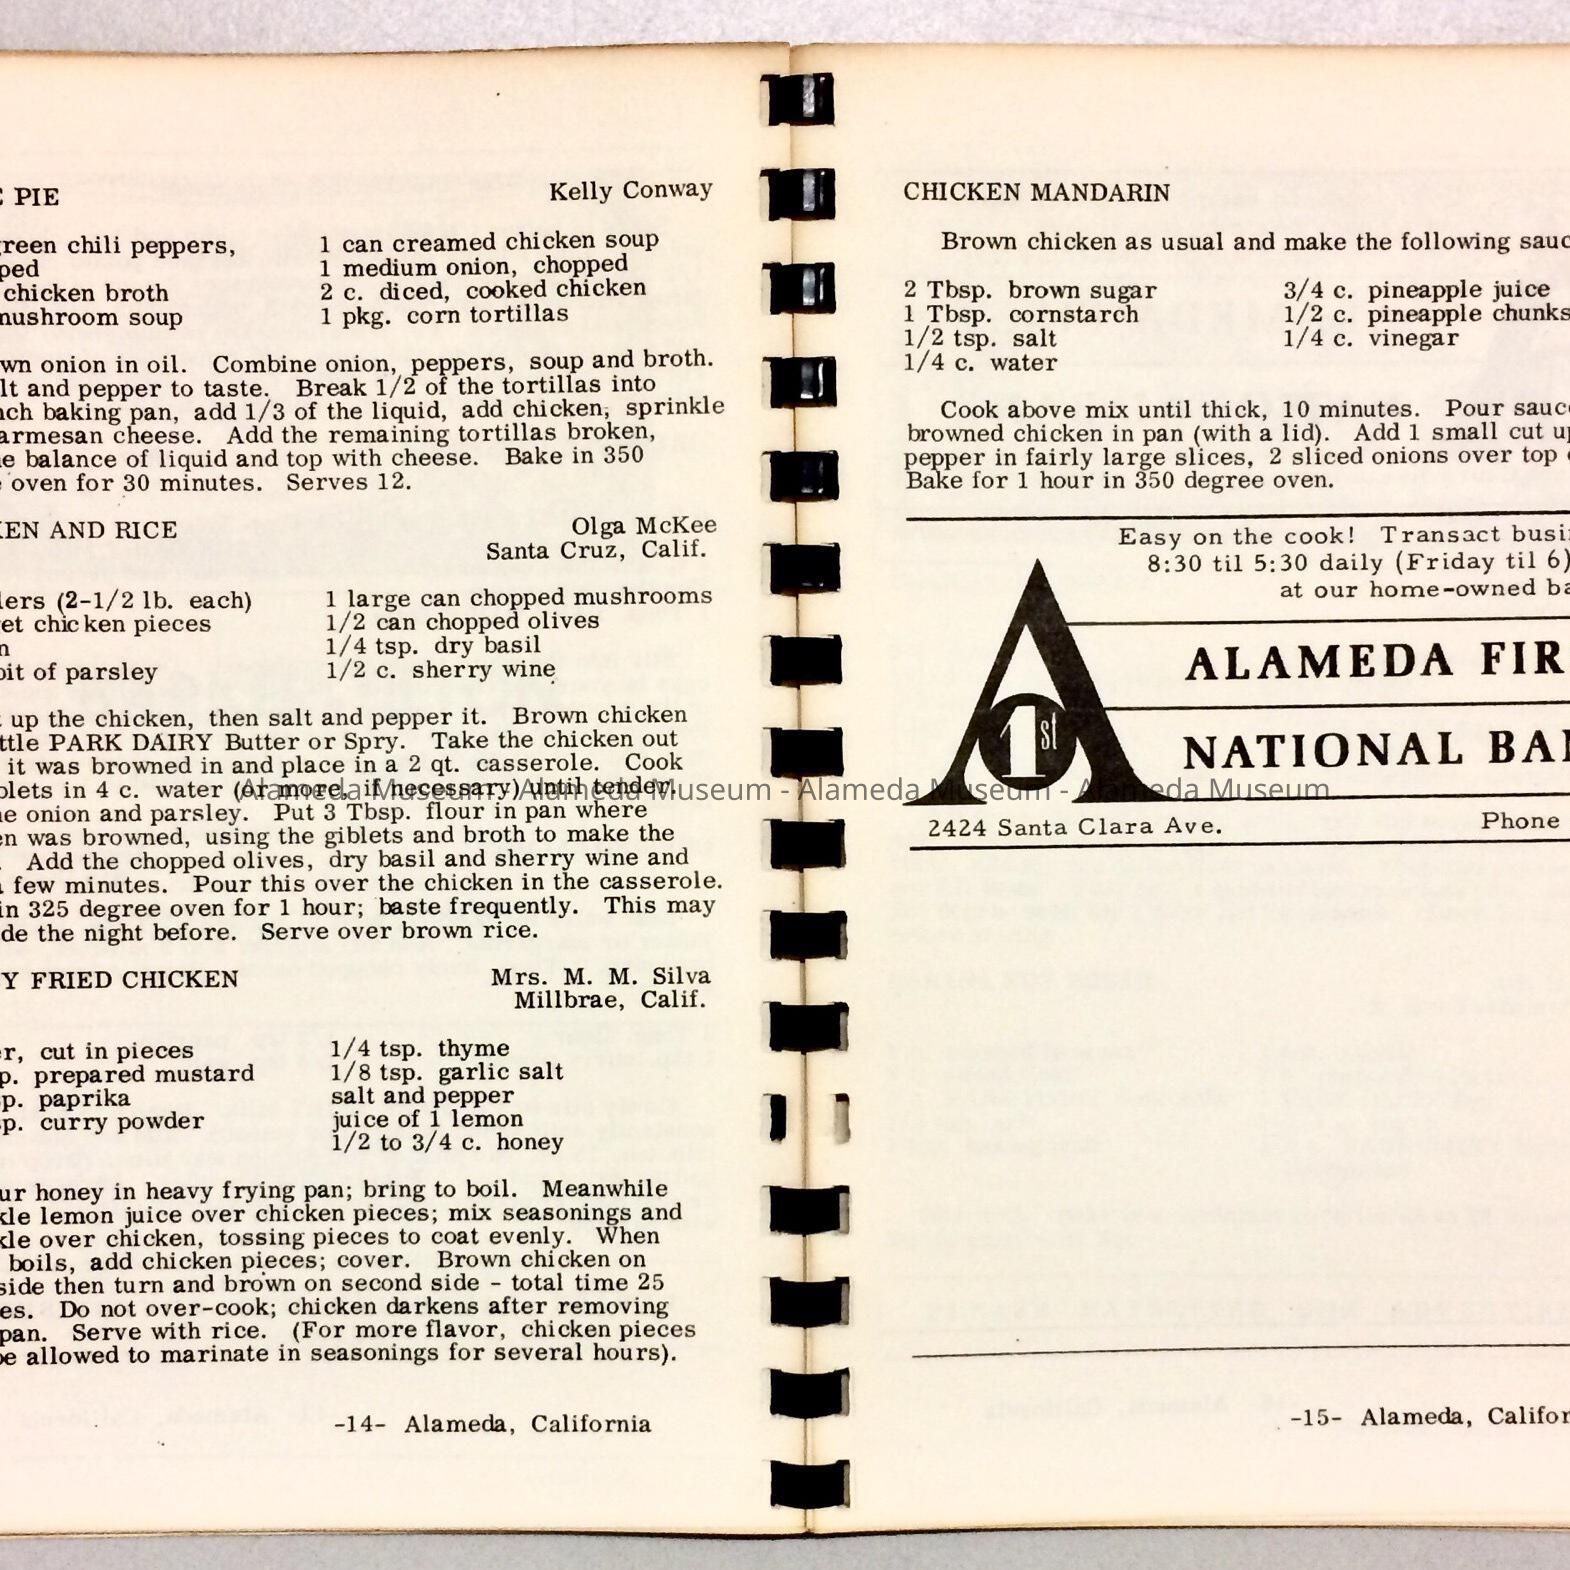 PIE Kelly Conway
green chili peppers, 1 can creamed chicken soup
1 medium onion, chopped
chicken broth 2 c. diced, cooked chicken
mushroom soup 1 pkg. corn tortillas
onion in oil. Combine onion, peppers, soup and broth.
and pepper to taste. Break 1/2 of the tortillas into
baking pan, add 1/3 of the liquid, add chicken, sprinkle
armesan cheese. Add the remaining tortillas broken,
balance of liquid and top with cheese. Bake in 350
oven for 30 minutes. Serves 12.
KEN AND RICE Olga McKee
Santa Cruz, Calif.
lers (2-1/2 lb. each) 1 large can chopped mushrooms
et chicken pieces 1/2 can chopped olives
1/4 tsp. dry basil
bit of parsley 1/2 c. sherry wine
up the chicken, then salt and pepper it. Brown chicken
ttle PARK DAIRY Butter or Spry. Take the chicken out
it was browned in and place in a 2 qt. casserole. Cook
blets in 4 c. water (or more, if necessary) until tender.
onion and parsley. Put 3 Tbsp. flour in pan where
en was browned, using the giblets and broth to make the
Add the chopped olives, dry basil and sherry wine and
few minutes. Pour this over the chicken in the casserole.
in 325 degree oven for 1 hour; baste frequently. This may
de the night before. Serve over brown rice.
Y FRIED CHICKEN Mrs. M. M. Silva
Millbrae, Calif.
r, cut in pieces 1/4 tsp. thyme
p. prepared mustard 1/8 tsp. garlic salt
sp. paprika salt and pepper
sp. curry powder juice of 1 lemon
1/2 to 3/4 c. honey
ur honey in heavy frying pan; bring to boil. Meanwhile
kle lemon juice over chicken pieces; mix seasonings and
kle over chicken, tossing pieces to coat evenly. When
boils, add chicken pieces; cover. Brown chicken on
side then turn and brown on second side - total time 25
es. Do not over-cook; chicken darkens after removing
pan. Serve with rice. (For more flavor, chicken pieces
be allowed to marinate in seasonings for several hours).
-14- Alameda, California
CHICKEN MANDARIN
Brown chicken as usual and make the following sauc
2 Tbsp. brown sugar 3/4 c. pineapple juice
1 Tbsp. cornstarch 1/2 c. pineapple chunks
1/2 tsp. salt 1/4 c. vinegar
1/4 c. water
Cook above mix until thick, 10 minutes. Pour sauc
browned chicken in pan (with a lid). Add 1 small cut up
pepper in fairly large slices, 2 sliced onions over top
Bake for 1 hour in 350 degree oven.
Easy on the cook! Transact busi
8:30 til 5:30 daily (Friday til 6)
at our home-owned ba
1st
ALAMEDA FIR
NATIONAL BAN
2424 Santa Clara Ave. Phone
-15- Alameda, Califor
Alameda Museum - Alameda Museum - Alameda Museum - Alameda Museum